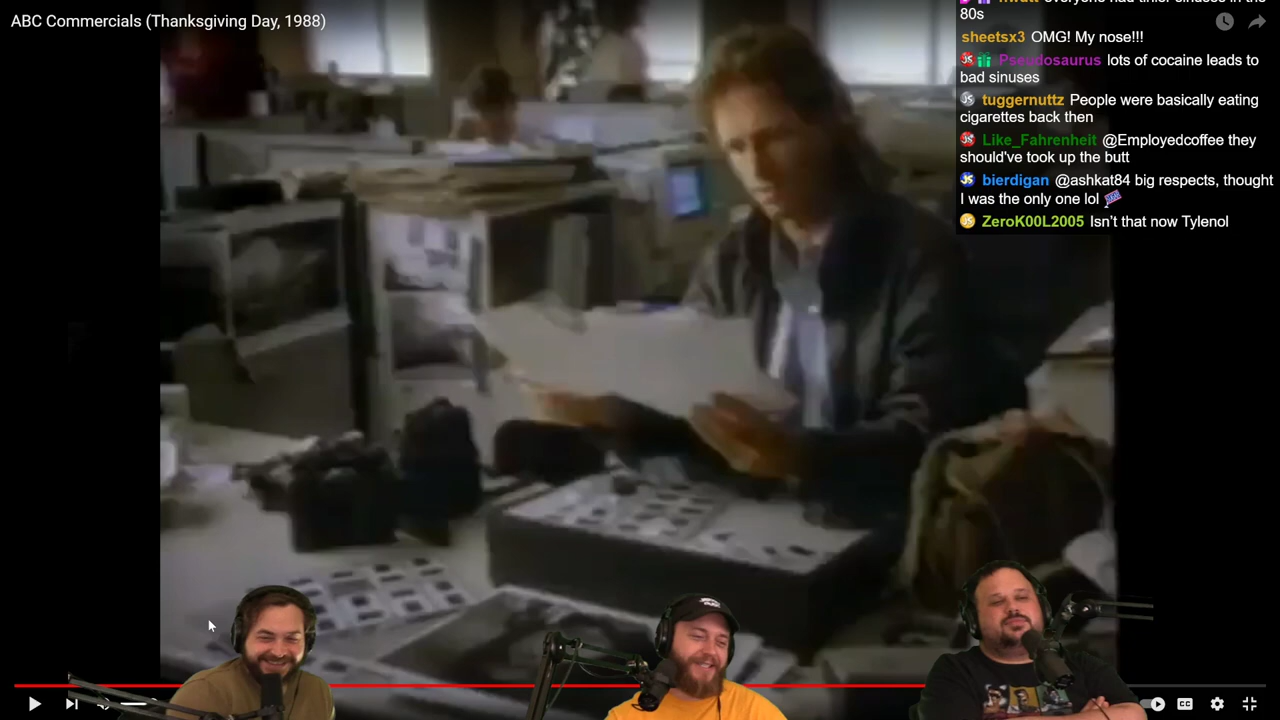 ABC Commercials (Thanksgiving Day, 1988)
80s
sheetsx3 OMG! My nose!!!
Pseudosaurus lots of cocaine leads to
bad sinuses
tuggernuttz People were basically eating
cigarettes back then
Like_Fahrenheit @Employedcoffee they
should've took up the butt
bierdigan @ashkat84 big respects, thought
I was the only one lol
ZeroK00L2005 Isn't that now Tylenol